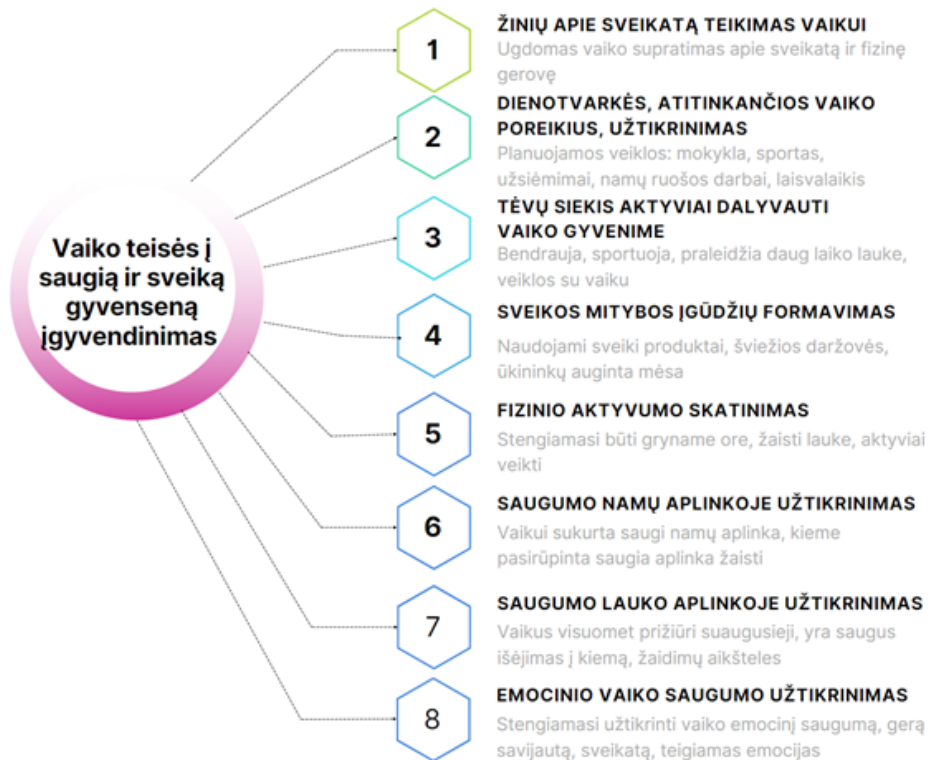 Vaiko teisės į
saugią ir sveiką
gyvenseną
įgyvendinimas
1
ŽINIŲ APIE SVEIKATĄ TEIKIMAS VAIKUI
Ugdomas vaiko supratimas apie sveikatą ir fizinę
gerovę
2
DIENOTVARKĖS, ATITINKANČIOS VAIKO
POREIKIUS, UŽTIKRINIMAS
Planuojamos veiklos: mokykla, sportas,
užsiėmimai, namų ruošos darbai, laisvalaikis
3
TĖVŲ SIEKIS AKTYVIAI DALYVAUTI
VAIKO GYVENIME
Bendrauja, sportuoja, praleidžia daug laiko lauke,
veiklos su vaiku
4
SVEIKOS MITYBOS ĮGŪDŽIŲ FORMAVIMAS
Naudojami sveiki produktai, šviežios daržovės,
ūkininkų auginta mėsa
5
FIZINIO AKTYVUMO SKATINIMAS
Stengiamasi būti gryname ore, žaisti lauke, aktyviai
veikti
6
SAUGUMO NAMŲ APLINKOJE UŽTIKRINIMAS
Vaikui sukurta saugi namų aplinka, kieme
pasirūpinta saugia aplinka žaisti
7
SAUGUMO LAUKO APLINKOJE UŽTIKRINIMAS
Vaikus visuomet prižiūri suaugusieji, yra saugus
išėjimas į kiemą, žaidimų aikšteles
8
EMOCINIO VAIKO SAUGUMO UŽTIKRINIMAS
Stengiamasi užtikrinti vaiko emocinį saugumą, gerą
savijautą, sveikatą, teigiamas emocijas